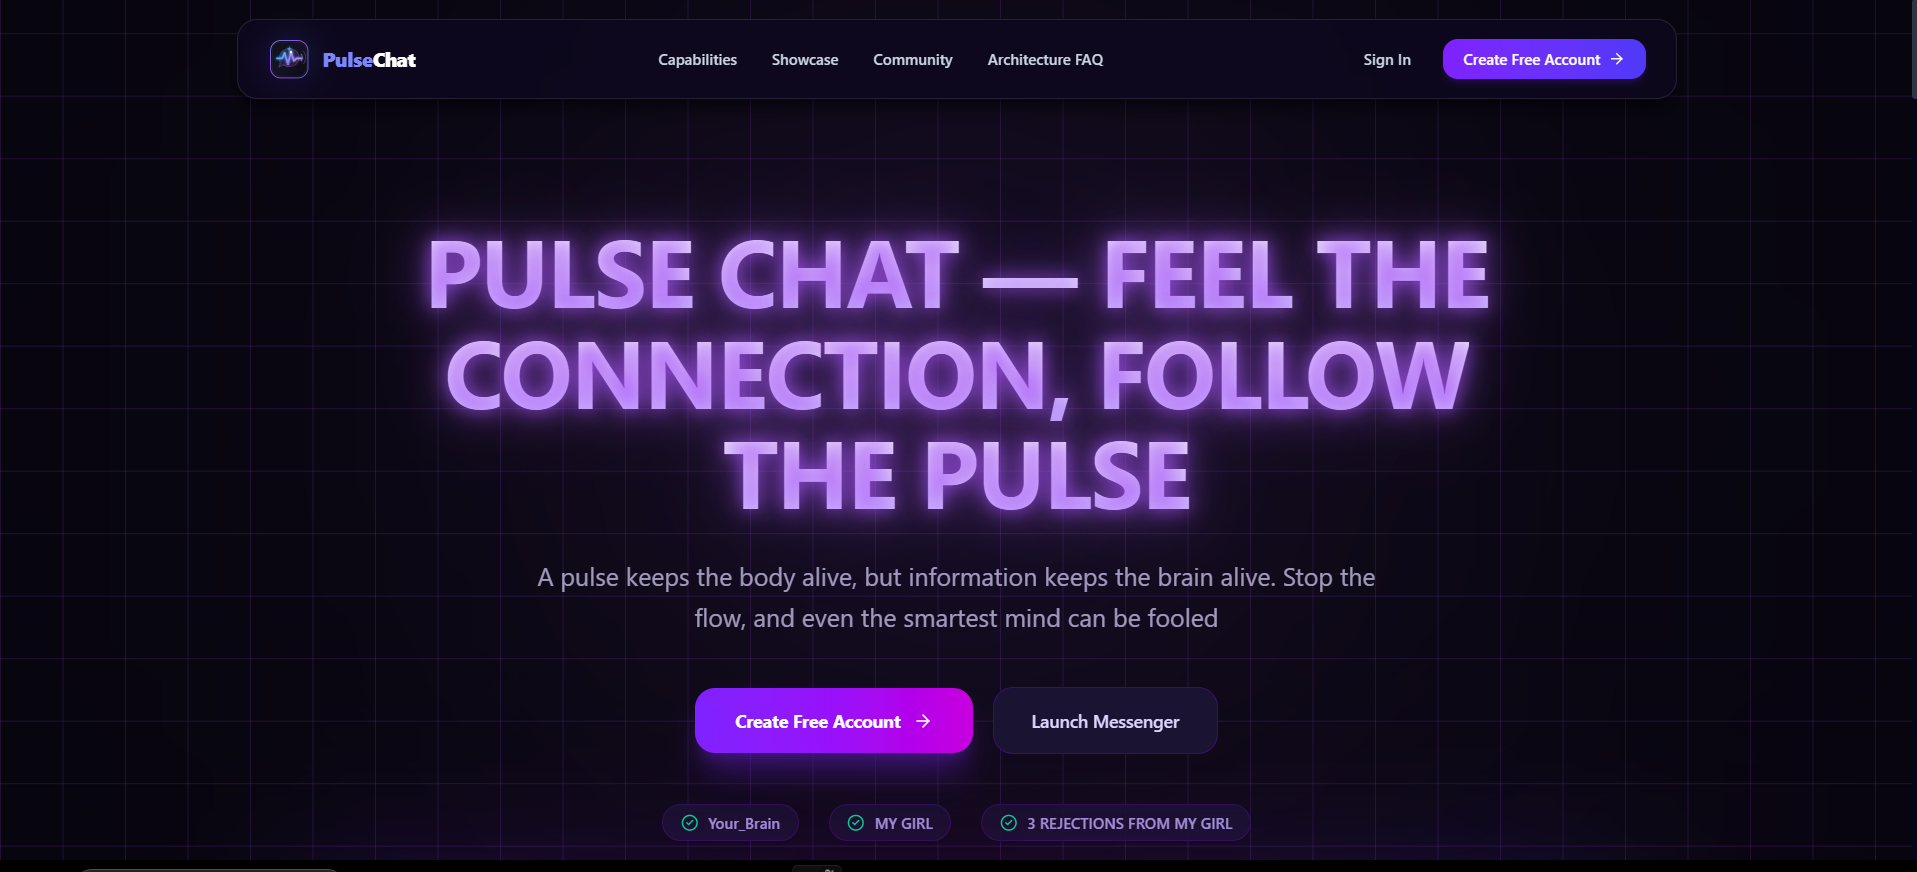 PulseChat
Capabilities
Showcase
Community
Architecture FAQ
Sign In
Create Free Account
PULSE CHAT — FEEL THE
CONNECTION, FOLLOW
THE PULSE
A pulse keeps the body alive, but information keeps the brain alive. Stop the
flow, and even the smartest mind can be fooled
Create Free Account
Launch Messenger
Your_Brain
MY GIRL
3 REJECTIONS FROM MY GIRL